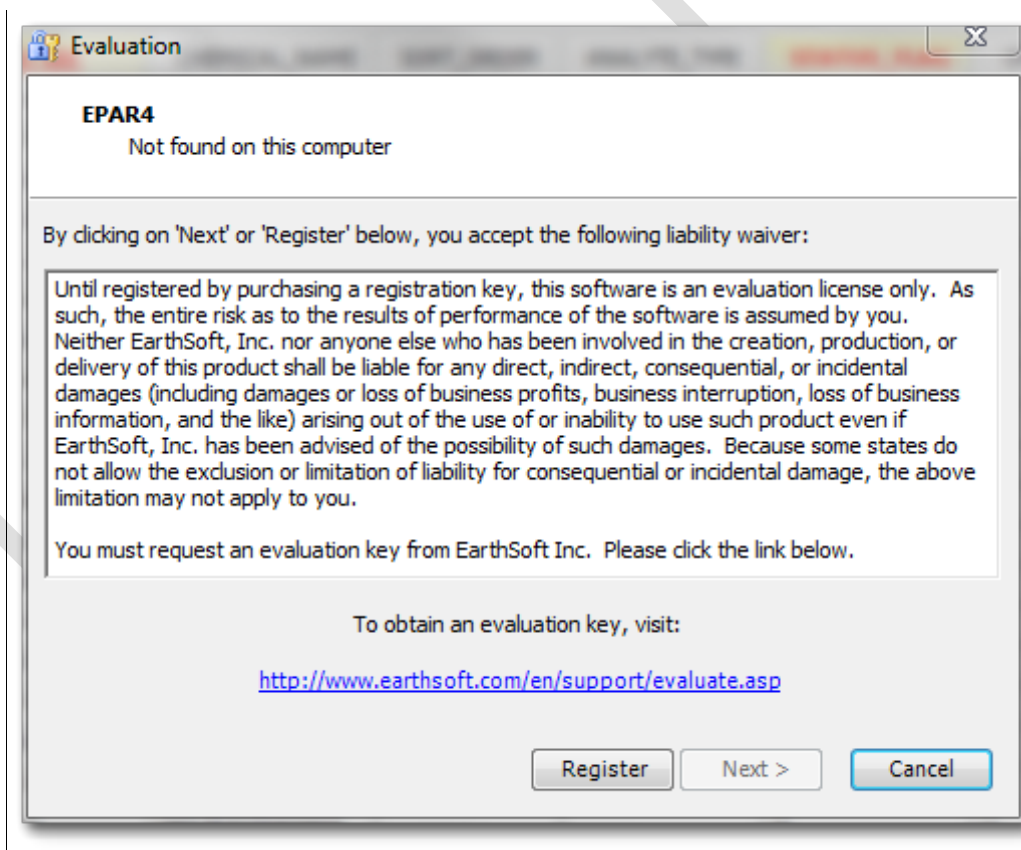 Evaluation
EPAR4
Not found on this computer
By clicking on 'Next' or 'Register' below, you accept the following liability waiver:
Until registered by purchasing a registration key, this software is an evaluation license only.  As
such, the entire risk as to the results of performance of the software is assumed by you.
Neither EarthSoft, Inc. nor anyone else who has been involved in the creation, production, or
delivery of this product shall be liable for any direct, indirect, consequential, or incidental
damages (including damages or loss of business profits, business interruption, loss of business
information, and the like) arising out of the use of or inability to use such product even if
EarthSoft, Inc. has been advised of the possibility of such damages.  Because some states do
not allow the exclusion or limitation of liability for consequential or incidental damage, the above
limitation may not apply to you.
You must request an evaluation key from EarthSoft Inc.  Please click the link below.
To obtain an evaluation key, visit:
http://www.earthsoft.com/en/support/evaluate.asp
Register
Next >
Cancel